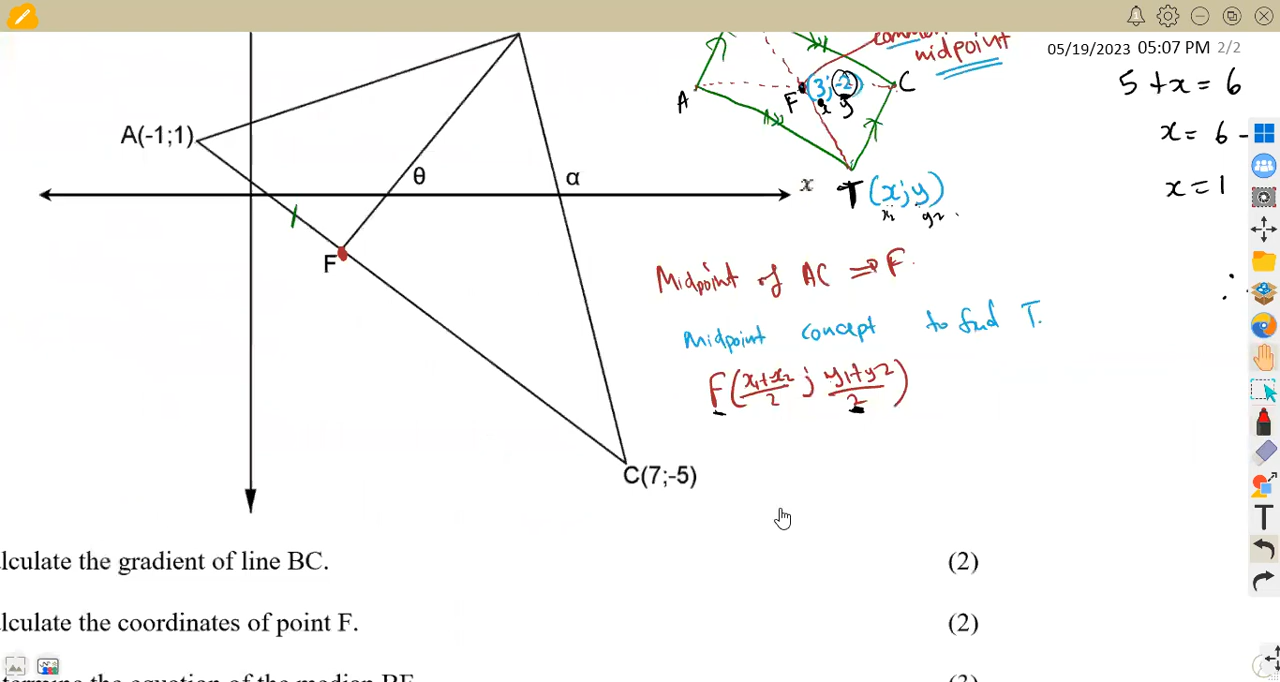 05/19/2023 05:07 PM 2/2
midpoint
A
F (3;-2)
x y
C
5 + x = 6
x = 6 -
x = 1
A(-1;1)
θ
α
x
T (x;y)
x2 y2
F
Midpoint of AC ⇒ F.
Midpoint concept to find T.
F(x1+x2/2 ; y1+y2/2)
C(7;-5)
∴
lculate the gradient of line BC. (2)
lculate the coordinates of point F. (2)
T